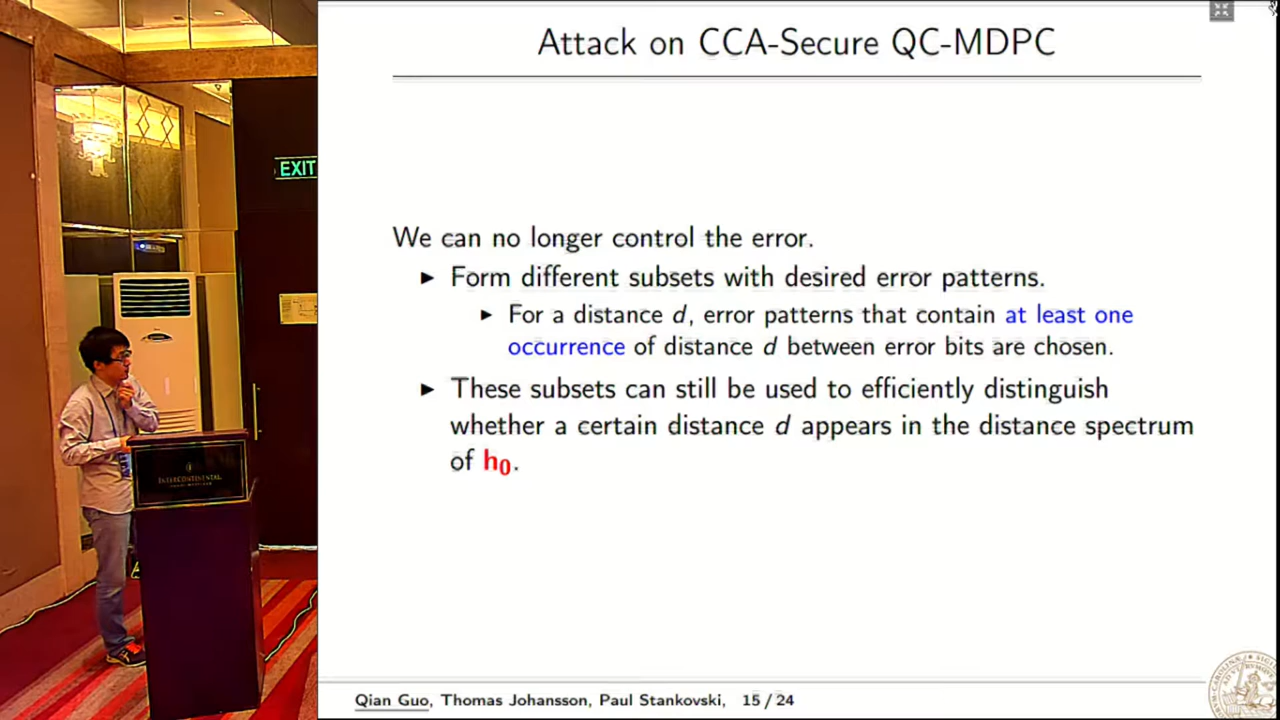 Attack on CCA-Secure QC-MDPC
EXIT
We can no longer control the error.
▶ Form different subsets with desired error patterns.
▶ For a distance d, error patterns that contain at least one
occurrence of distance d between error bits are chosen.
▶ These subsets can still be used to efficiently distinguish
whether a certain distance d appears in the distance spectrum
of h₀.
INTERCONTINENTAL
Qian Guo, Thomas Johansson, Paul Stankovski, 15 / 24